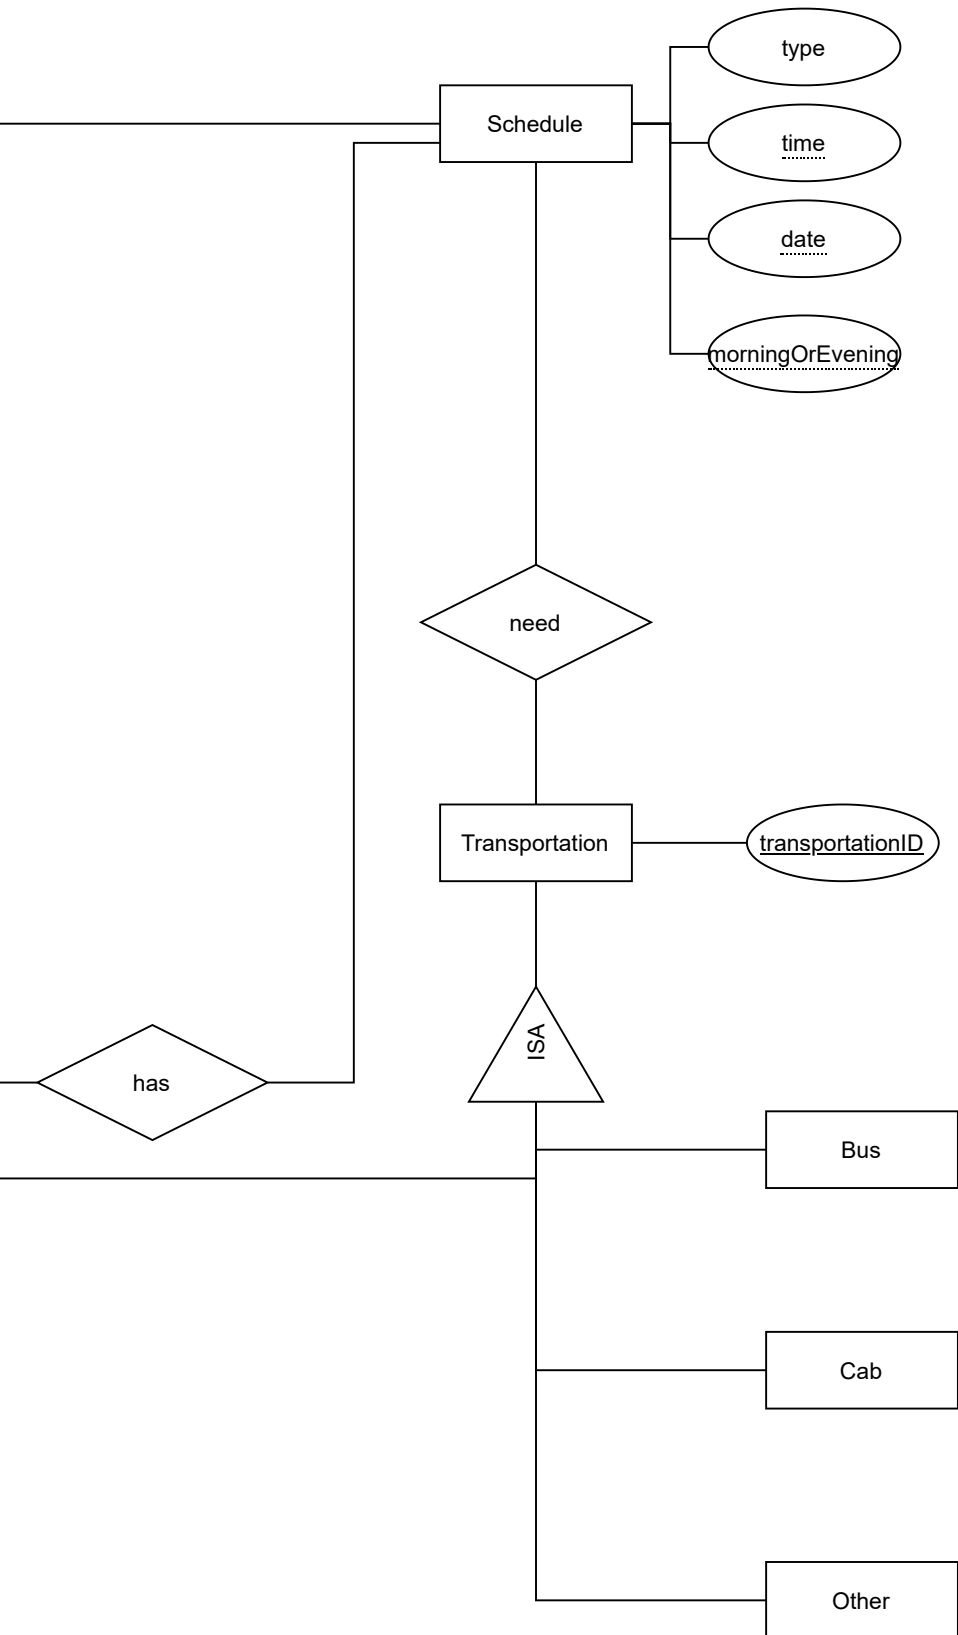 type
Schedule
time
date
morningOrEvening
need
Transportation
transportationID
ISA
has
Bus
Cab
Other